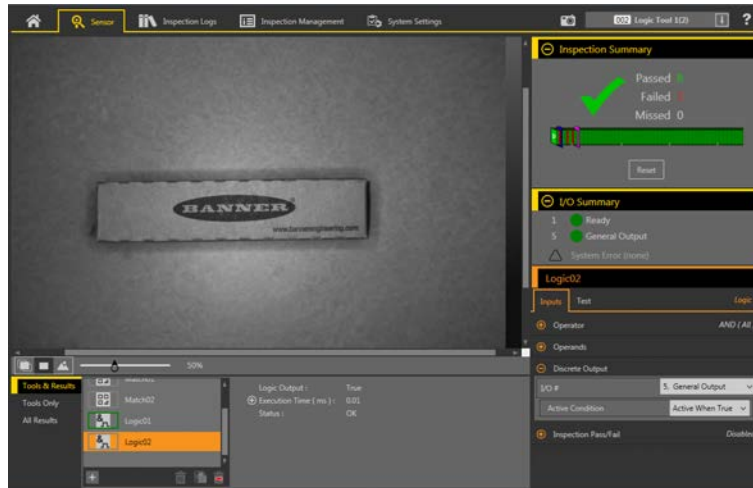 Sensor
Inspection Logs
Inspection Management
System Settings
002 Logic Tool 1(2)
?
Inspection Summary
Passed
Failed
Missed 0
Reset
I/O Summary
1 Ready
5 General Output
System Error (none)
BANNER
www.bannerengineering.com
Logic02
Inputs
Test
Logic
Operator
AND ( All
Operands
Discrete Output
I/O #
5. General Output
Active Condition
Active When True
Inspection Pass/Fail
Disabled
50%
Tools & Results
Tools Only
All Results
Match01
Match02
Logic01
Logic02
Logic Output : True
Execution Time ( ms ) : 0.01
Status : OK